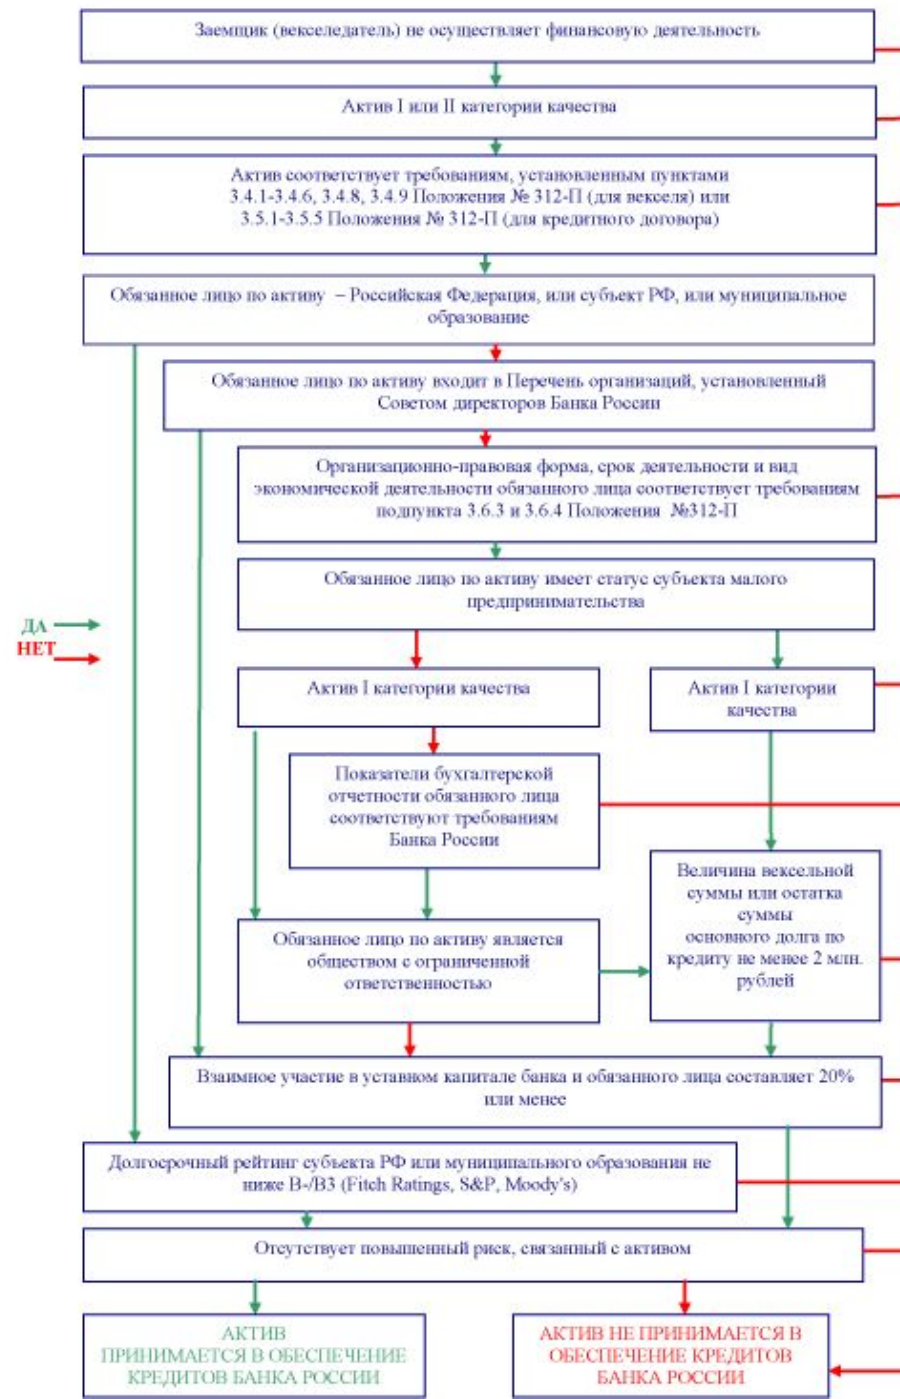 Заемщик (векселедатель) не осуществляет финансовую деятельность
Актив I или II категории качества
Актив соответствует требованиям, установленным пунктами
3.4.1-3.4.6, 3.4.8, 3.4.9 Положения № 312-П (для векселя) или
3.5.1-3.5.5 Положения № 312-П (для кредитного договора)
Обязанное лицо по активу – Российская Федерация, или субъект РФ, или муниципальное
образование
Обязанное лицо по активу входит в Перечень организаций, установленный
Советом директоров Банка России
Организационно-правовая форма, срок деятельности и вид
экономической деятельности обязанного лица соответствует требованиям
подпункта 3.6.3 и 3.6.4 Положения №312-П
Обязанное лицо по активу имеет статус субъекта малого
предпринимательства
ДА
НЕТ
Актив I категории качества
Актив I категории
качества
Показатели бухгалтерской
отчетности обязанного лица
соответствуют требованиям
Банка России
Величина вексельной
суммы или остатка
суммы
основного долга по
кредиту не менее 2 млн.
рублей
Обязанное лицо по активу является
обществом с ограниченной
ответственностью
Взаимное участие в уставном капитале банка и обязанного лица составляет 20%
или менее
Долгосрочный рейтинг субъекта РФ или муниципального образования не
ниже B-/B3 (Fitch Ratings, S&P, Moody's)
Отсутствует повышенный риск, связанный с активом
АКТИВ
ПРИНИМАЕТСЯ В ОБЕСПЕЧЕНИЕ
КРЕДИТОВ БАНКА РОССИИ
АКТИВ НЕ ПРИНИМАЕТСЯ В
ОБЕСПЕЧЕНИЕ КРЕДИТОВ
БАНКА РОССИИ